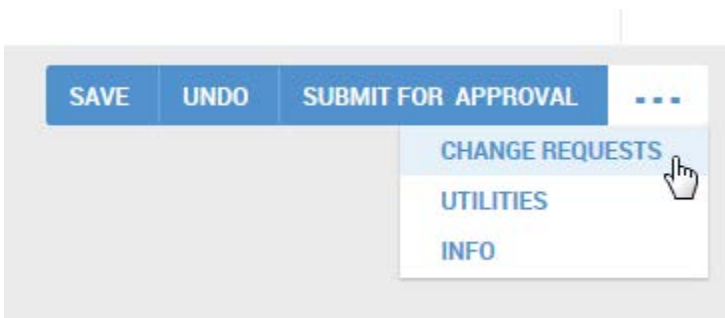 SAVE UNDO SUBMIT FOR APPROVAL ...
CHANGE REQUESTS
UTILITIES
INFO